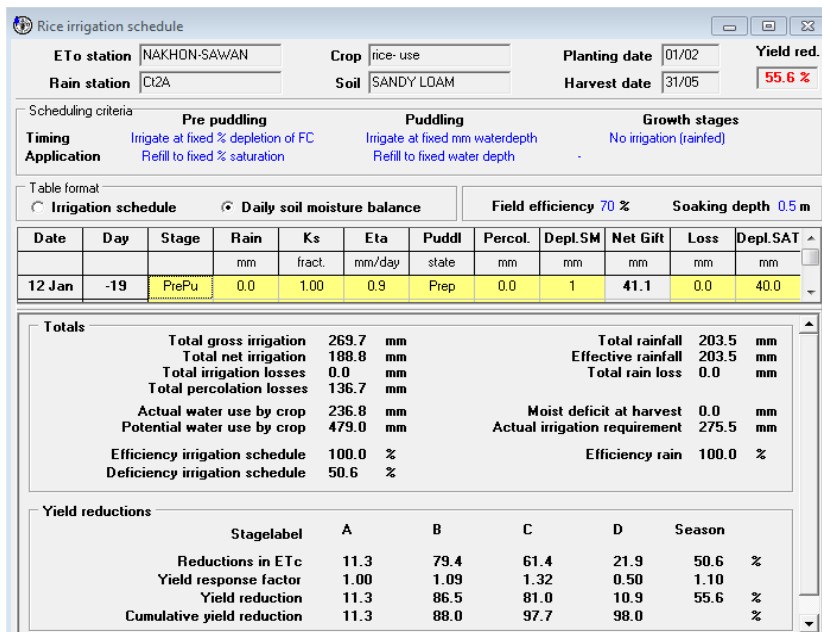 Rice irrigation schedule
ETo station NAKHON-SAWAN Crop rice- use Planting date 01/02 Yield red.
Rain station Ct2A Soil SANDY LOAM Harvest date 31/05 55.6 %
Scheduling criteria
Pre puddling Puddling Growth stages
Timing Irrigate at fixed % depletion of FC Irrigate at fixed mm waterdepth No irrigation (rainfed)
Application Refill to fixed % saturation Refill to fixed water depth -
Table format
Irrigation schedule Daily soil moisture balance Field efficiency 70 % Soaking depth 0.5 m
Date Day Stage Rain Ks Eta Puddl Percol. Depl.SM Net Gift Loss Depl.SAT
mm fract. mm/day state mm mm mm mm mm
12 Jan -19 PrePu 0.0 1.00 0.9 Prep 0.0 1 41.1 0.0 40.0
Totals
Total gross irrigation 269.7 mm Total rainfall 203.5 mm
Total net irrigation 188.8 mm Effective rainfall 203.5 mm
Total irrigation losses 0.0 mm Total rain loss 0.0 mm
Total percolation losses 136.7 mm
Actual water use by crop 236.8 mm Moist deficit at harvest 0.0 mm
Potential water use by crop 479.0 mm Actual irrigation requirement 275.5 mm
Efficiency irrigation schedule 100.0 % Efficiency rain 100.0 %
Deficiency irrigation schedule 50.6 %
Yield reductions
Stagelabel A B C D Season
Reductions in ETc 11.3 79.4 61.4 21.9 50.6 %
Yield response factor 1.00 1.09 1.32 0.50 1.10
Yield reduction 11.3 86.5 81.0 10.9 55.6 %
Cumulative yield reduction 11.3 88.0 97.7 98.0 %